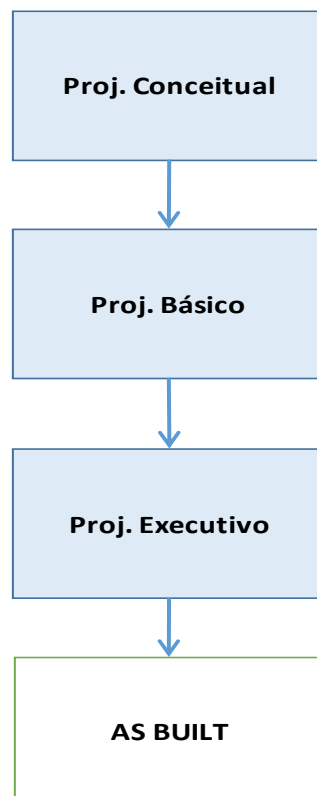 Proj. Conceitual
Proj. Básico
Proj. Executivo
AS BUILT